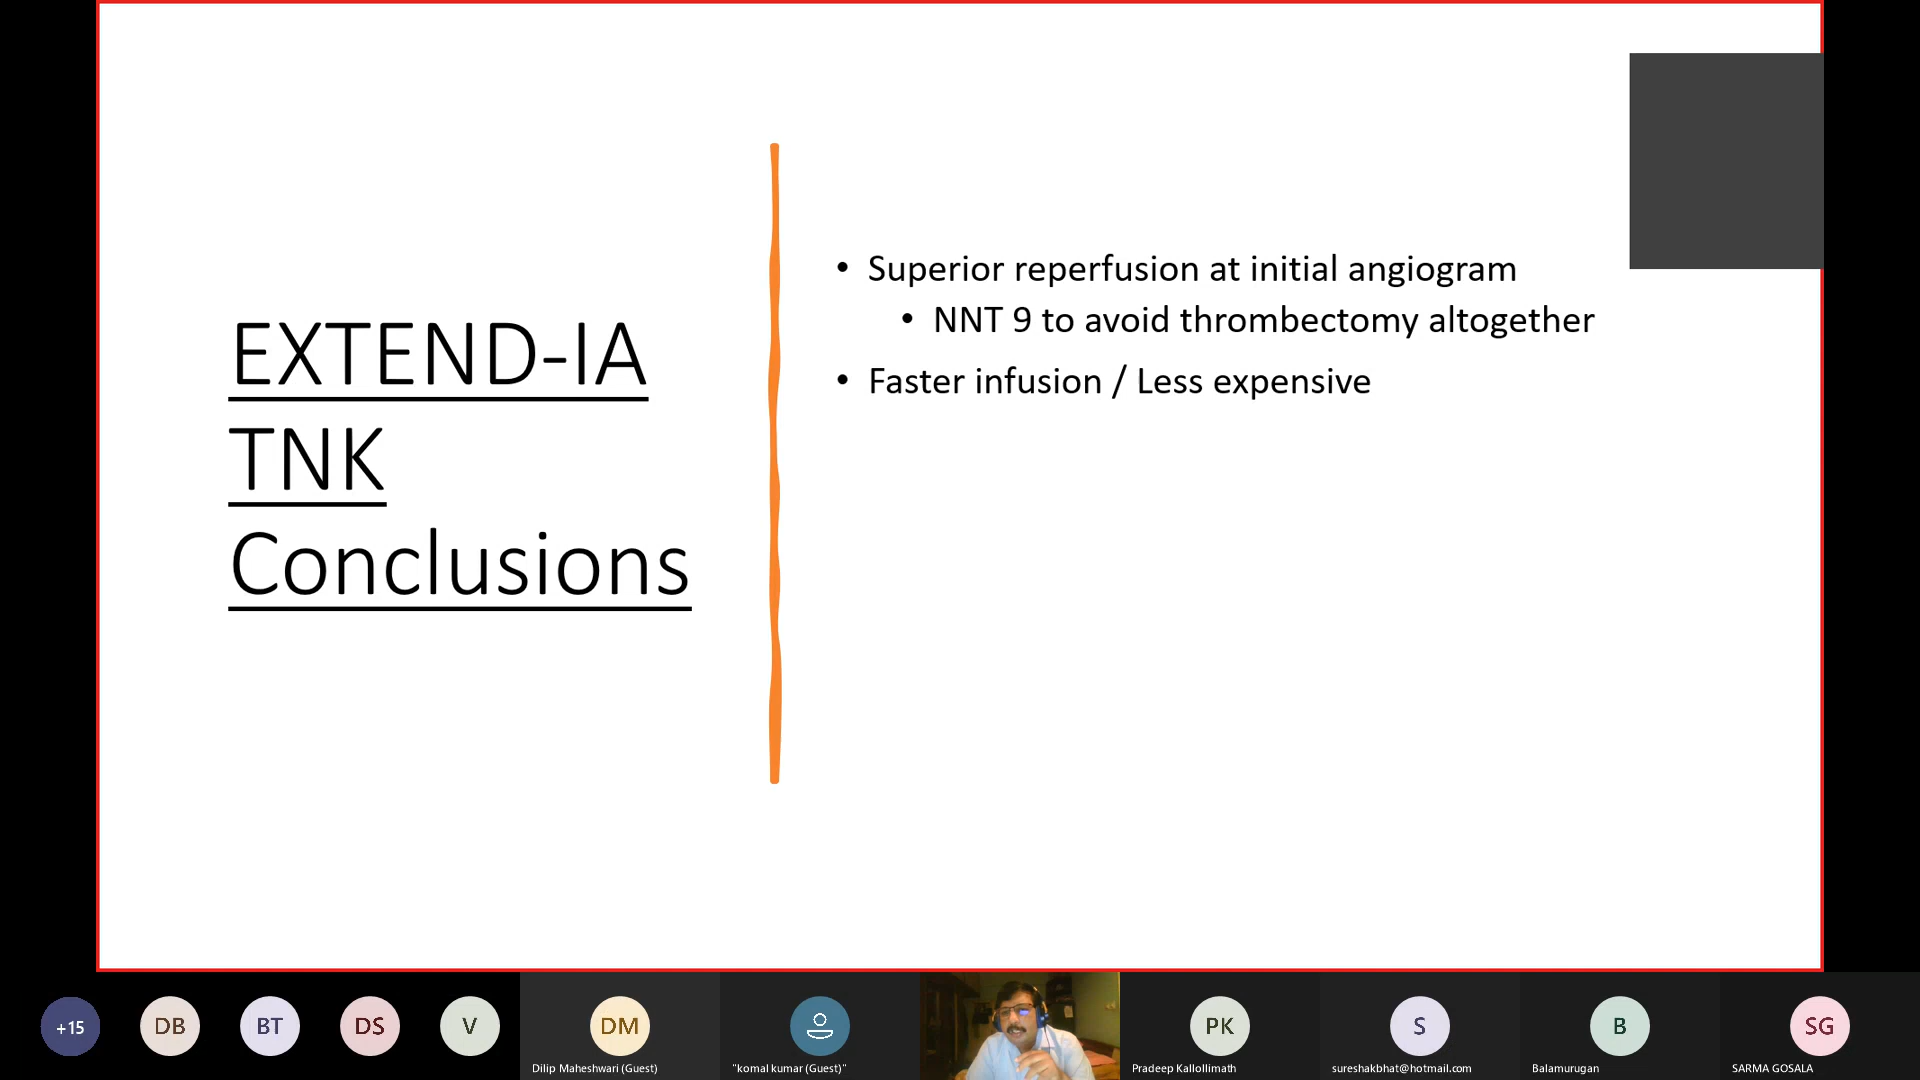 EXTEND-IA
TNK
Conclusions
• Superior reperfusion at initial angiogram
• NNT 9 to avoid thrombectomy altogether
• Faster infusion / Less expensive
+15
DB
BT
DS
V
DM
PK
S
B
SG
Dilip Maheshwari (Guest)
"komal kumar (Guest)"
Pradeep Kallollimath
sureshakbhat@hotmail.com
Balamurugan
SARMA GOSALA